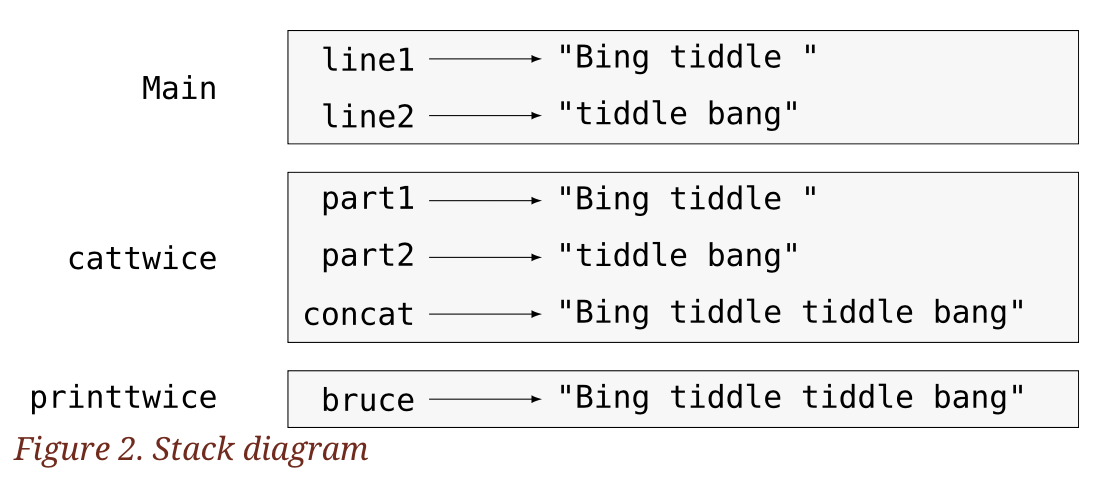 Main
line1 "Bing tiddle "
line2 "tiddle bang"
cattwice
part1 "Bing tiddle "
part2 "tiddle bang"
concat "Bing tiddle tiddle bang"
printtwice
bruce "Bing tiddle tiddle bang"
Figure 2. Stack diagram